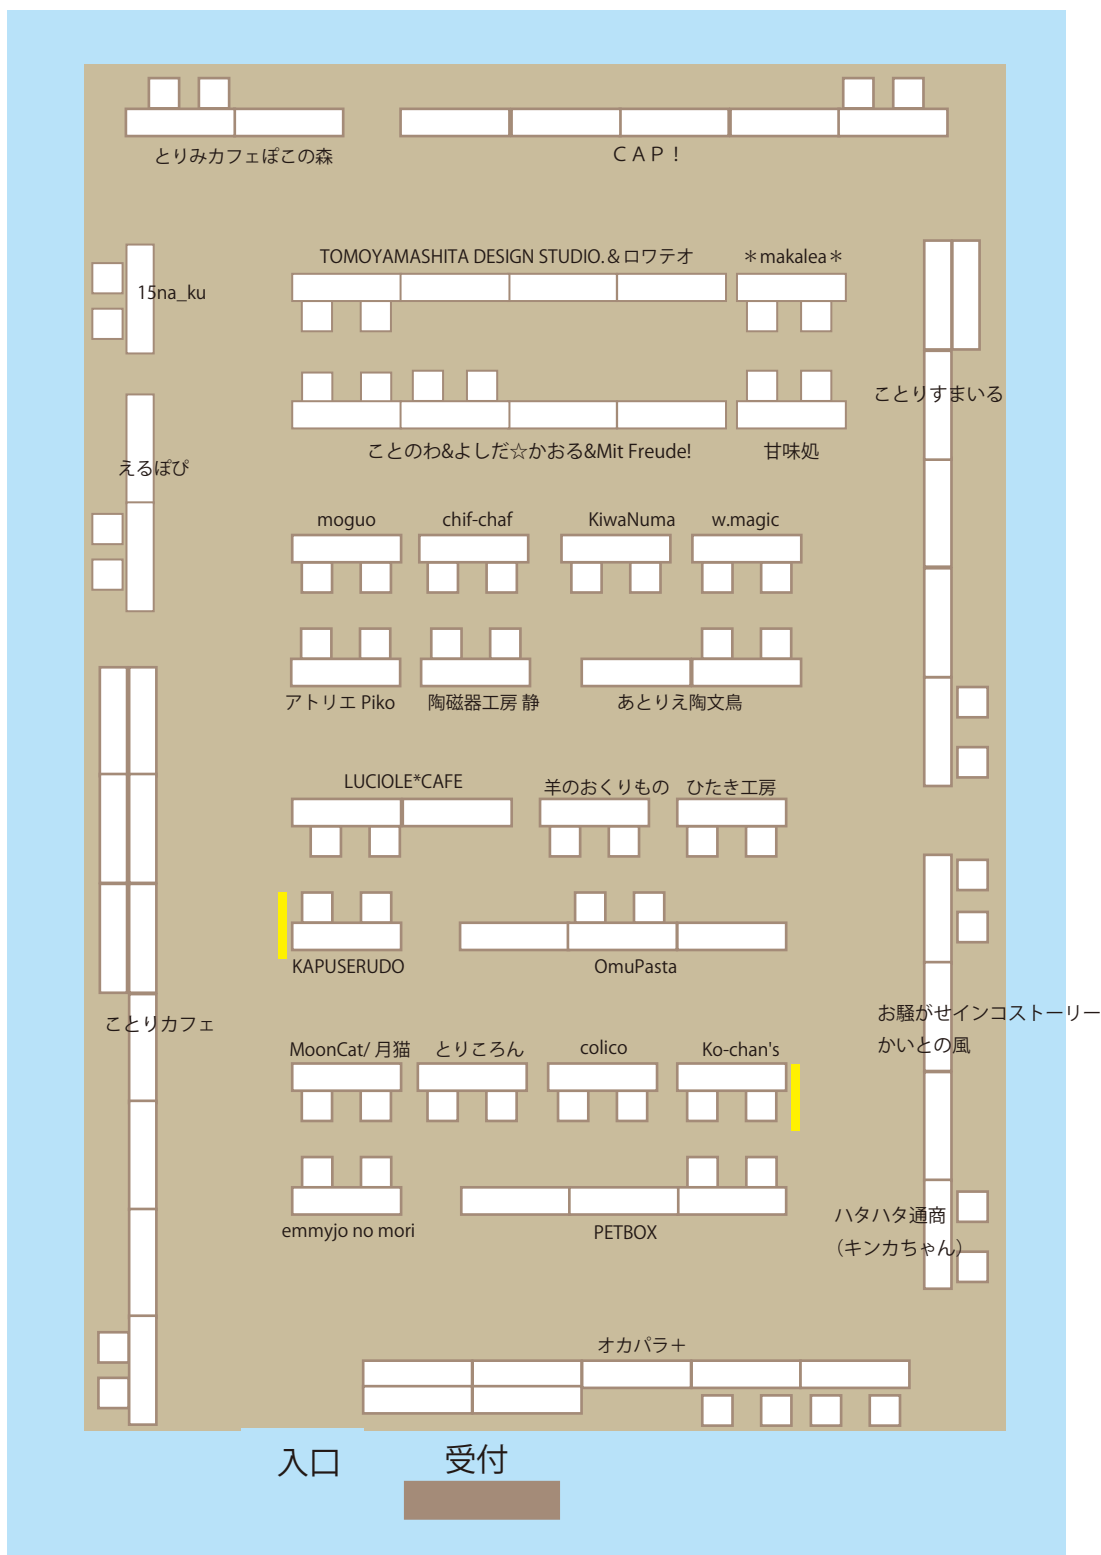 とりみカフェぽこの森
ＣＡＰ！
TOMOYAMASHITA DESIGN STUDIO.＆ロワテオ
＊makalea＊
15na_ku
ことりすまいる
ことのわ&よしだ☆かおる&Mit Freude!
甘味処
えるぽぴ
moguo
chif-chaf
KiwaNuma
w.magic
アトリエ Piko
陶磁器工房 静
あとりえ陶文鳥
LUCIOLE*CAFE
羊のおくりもの
ひたき工房
KAPUSERUDO
OmuPasta
ことりカフェ
お騒がせインコストーリー
かいとの風
MoonCat/ 月猫
とりころん
colico
Ko-chan's
emmyjo no mori
PETBOX
ハタハタ通商
（キンカちゃん）
オカパラ＋
入口
受付